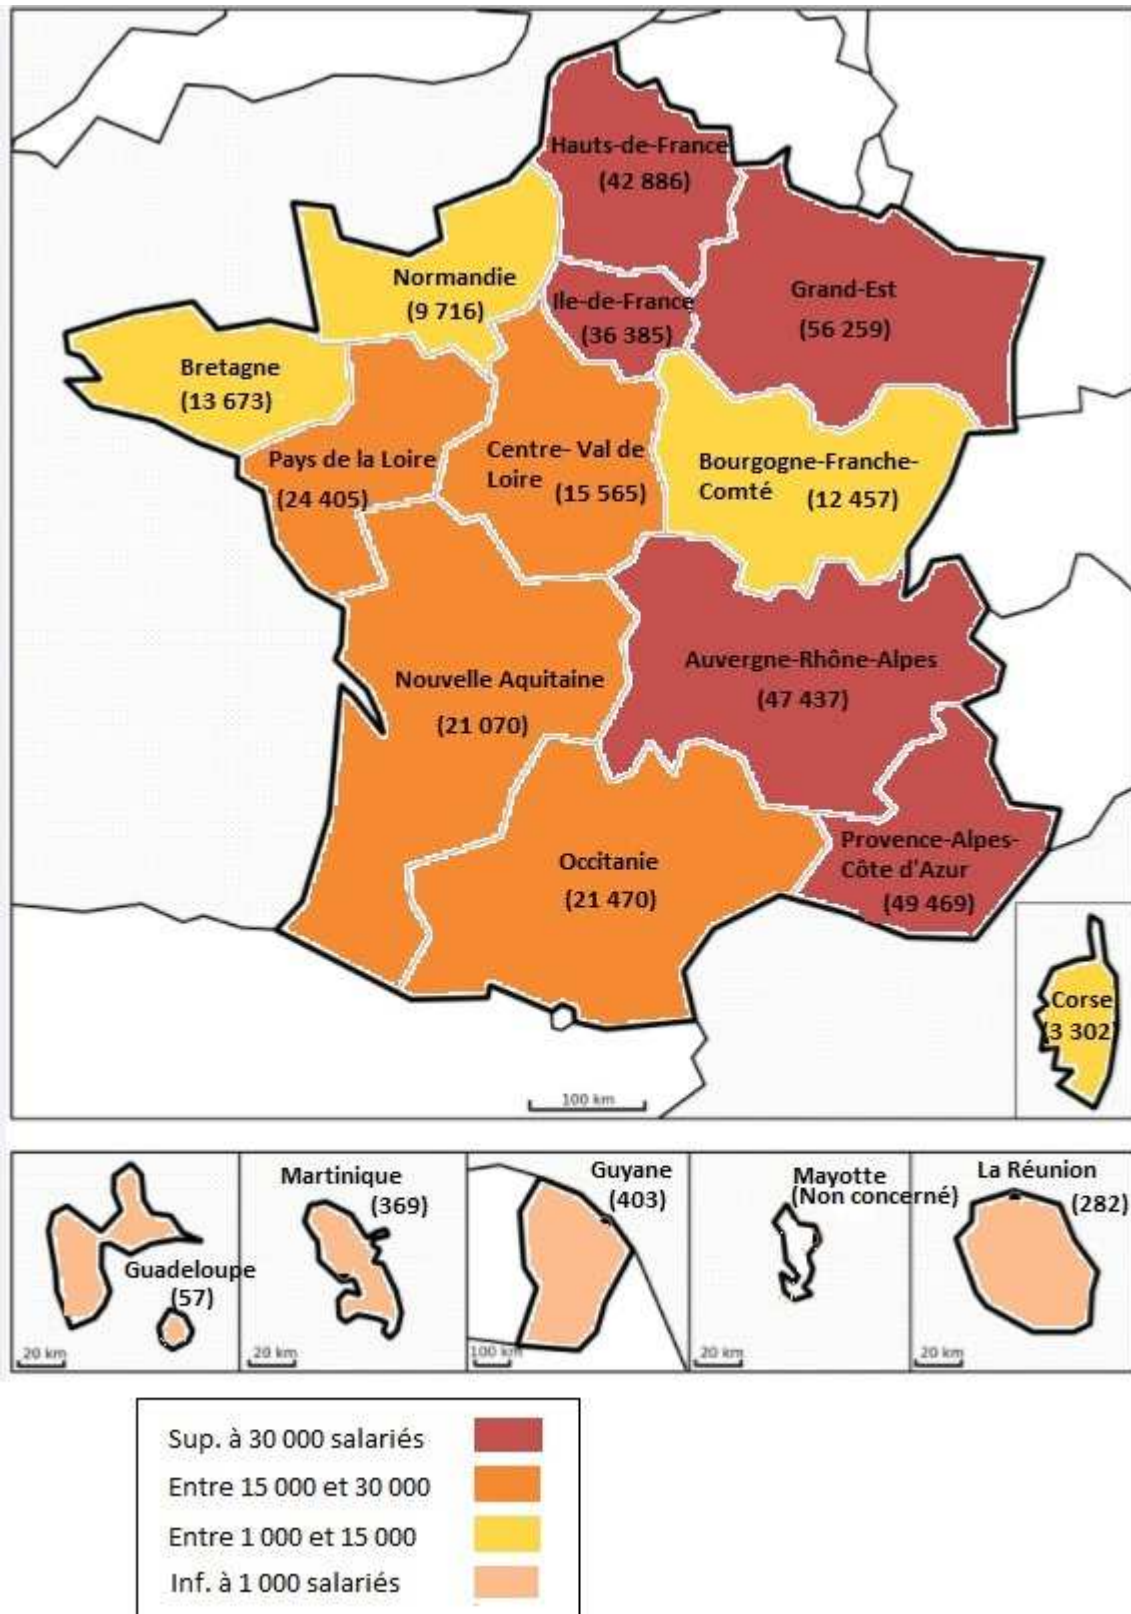 Hauts-de-France
(42 886)
Normandie
(9 716)
Ile-de-France
(36 385)
Grand-Est
(56 259)
Bretagne
(13 673)
Pays de la Loire
(24 405)
Centre- Val de
Loire (15 565)
Bourgogne-Franche-
Comté (12 457)
Auvergne-Rhône-Alpes
(47 437)
Nouvelle Aquitaine
(21 070)
Occitanie
(21 470)
Provence-Alpes-
Côte d'Azur
(49 469)
Corse
(3 302)
100 km
Guadeloupe
(57)
20 km
Martinique
(369)
20 km
Guyane
(403)
100 km
Mayotte
(Non concerné)
20 km
La Réunion
(282)
20 km
Sup. à 30 000 salariés
Entre 15 000 et 30 000
Entre 1 000 et 15 000
Inf. à 1 000 salariés